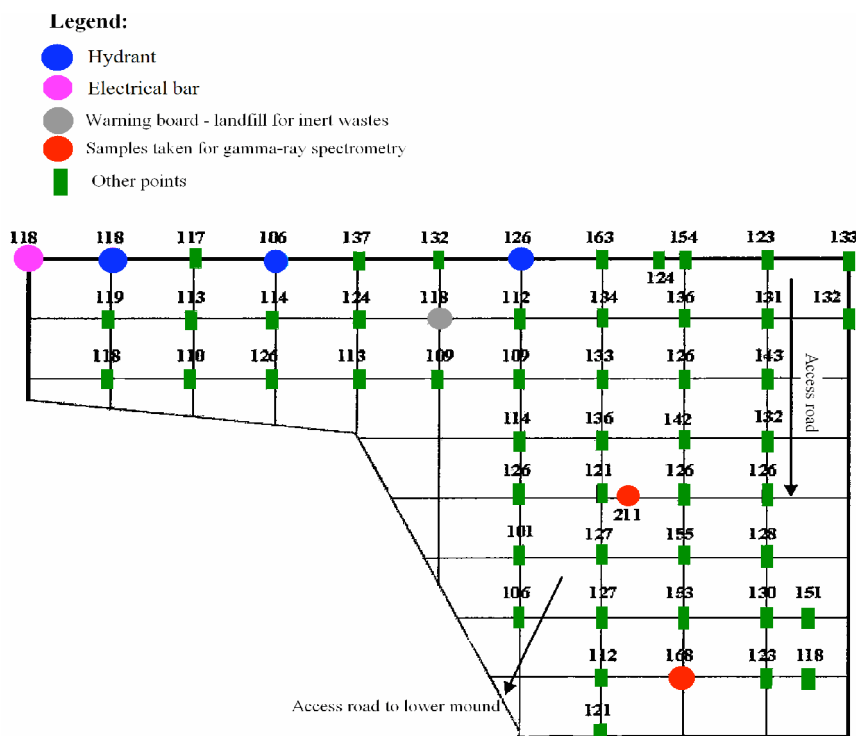 Legend:
Hydrant
Electrical bar
Warning board - landfill for inert wastes
Samples taken for gamma-ray spectrometry
Other points
118 118 117 106 137 132 126 163 154 123 133
124
119 113 114 124 118 112 134 136 131 132
118 110 126 113 109 109 133 126 143
Access road
114 136 142 132
126 121 126 126
211
101 127 155 128
106 127 153 130 151
112 168 123 118
Access road to lower mound
121